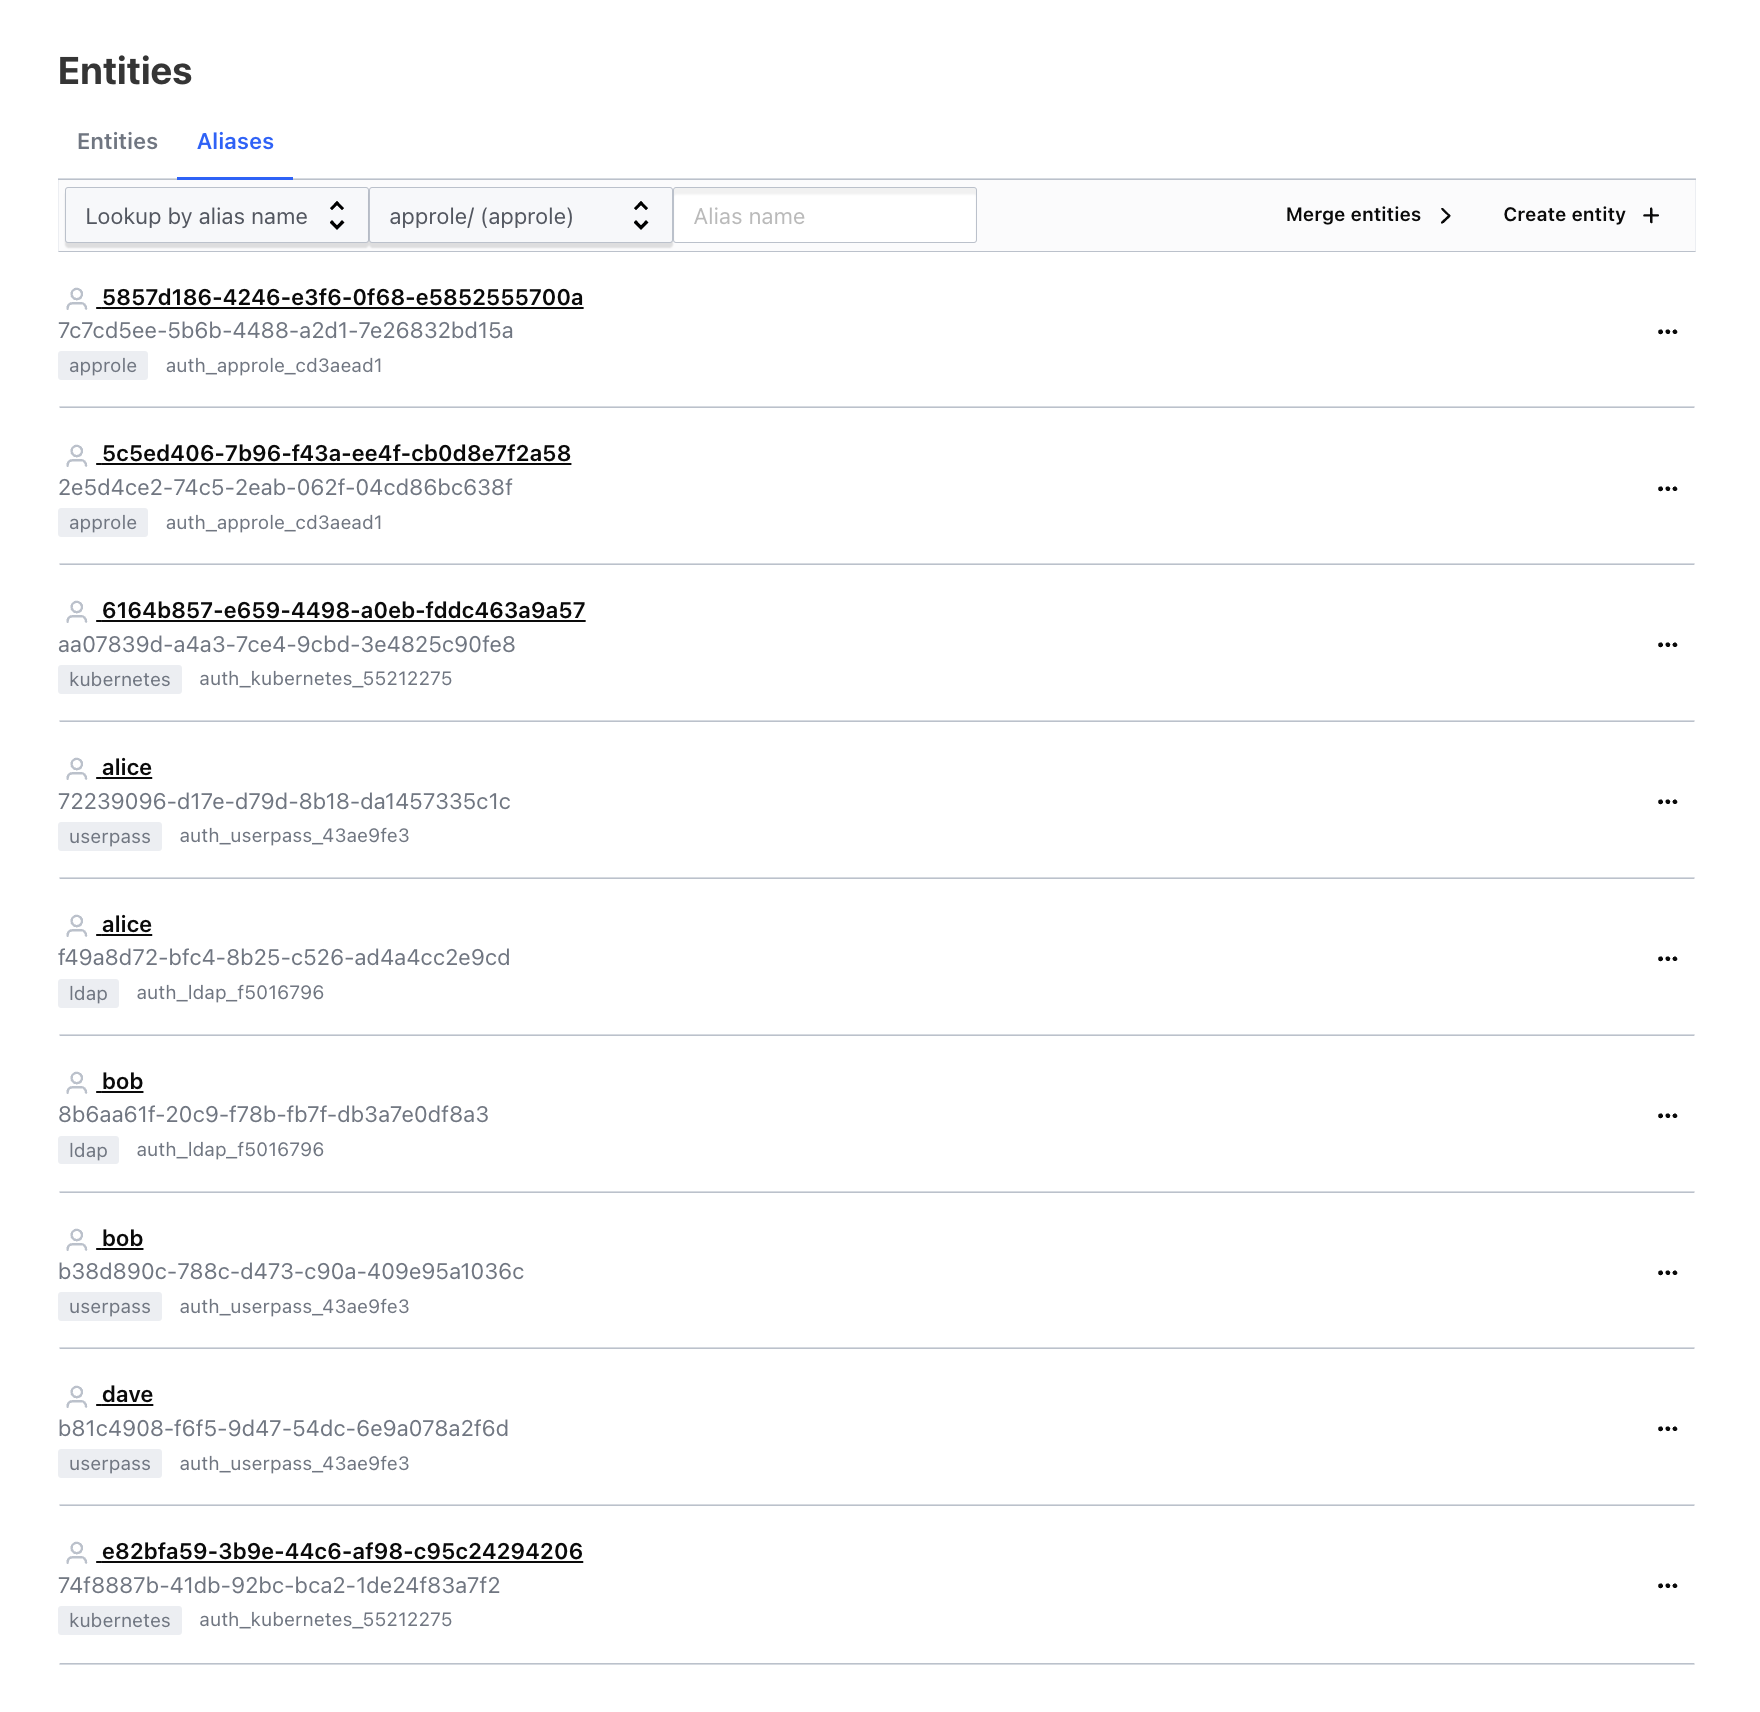 Entities
Entities Aliases
Lookup by alias name approle/ (approle) Alias name Merge entities Create entity
5857d186-4246-e3f6-0f68-e5852555700a
7c7cd5ee-5b6b-4488-a2d1-7e26832bd15a
approle auth_approle_cd3aead1
5c5ed406-7b96-f43a-ee4f-cb0d8e7f2a58
2e5d4ce2-74c5-2eab-062f-04cd86bc638f
approle auth_approle_cd3aead1
6164b857-e659-4498-a0eb-fddc463a9a57
aa07839d-a4a3-7ce4-9cbd-3e4825c90fe8
kubernetes auth_kubernetes_55212275
alice
72239096-d17e-d79d-8b18-da1457335c1c
userpass auth_userpass_43ae9fe3
alice
f49a8d72-bfc4-8b25-c526-ad4a4cc2e9cd
ldap auth_ldap_f5016796
bob
8b6aa61f-20c9-f78b-fb7f-db3a7e0df8a3
ldap auth_ldap_f5016796
bob
b38d890c-788c-d473-c90a-409e95a1036c
userpass auth_userpass_43ae9fe3
dave
b81c4908-f6f5-9d47-54dc-6e9a078a2f6d
userpass auth_userpass_43ae9fe3
e82bfa59-3b9e-44c6-af98-c95c24294206
74f8887b-41db-92bc-bca2-1de24f83a7f2
kubernetes auth_kubernetes_55212275